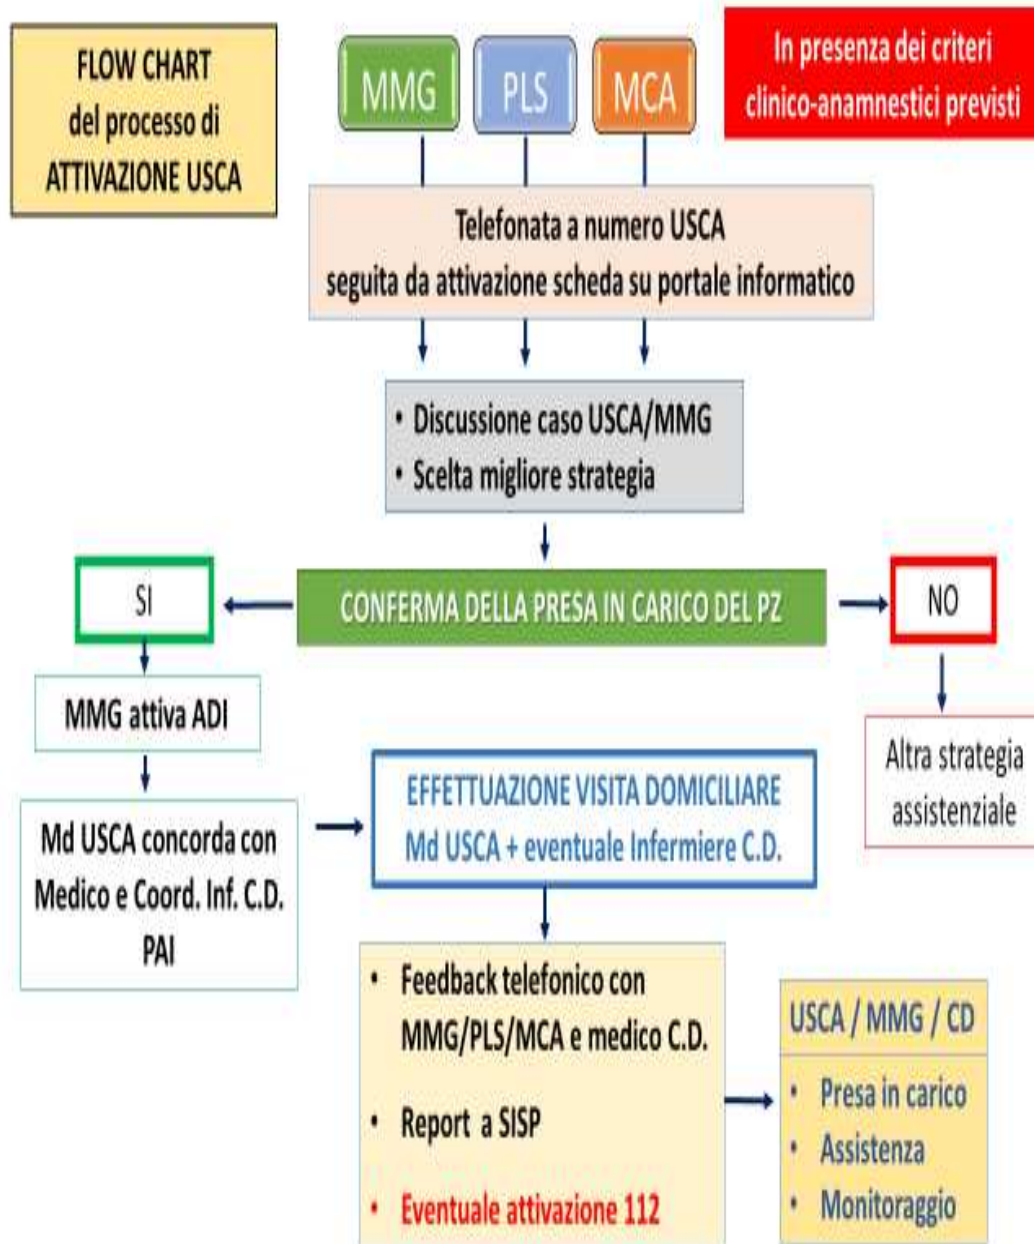 FLOW CHART
del processo di
ATTIVAZIONE USCA
MMG
PLS
MCA
In presenza dei criteri
clinico-anamnestici previsti
Telefonata a numero USCA
seguita da attivazione scheda su portale informatico
• Discussione caso USCA/MMG
• Scelta migliore strategia
SI
CONFERMA DELLA PRESA IN CARICO DEL PZ
NO
MMG attiva ADI
Altra strategia
assistenziale
Md USCA concorda con
Medico e Coord. Inf. C.D.
PAI
EFFETTUAZIONE VISITA DOMICILIARE
Md USCA + eventuale Infermiere C.D.
• Feedback telefonico con
MMG/PLS/MCA e medico C.D.
• Report a SISP
• Eventuale attivazione 112
USCA / MMG / CD
• Presa in carico
• Assistenza
• Monitoraggio